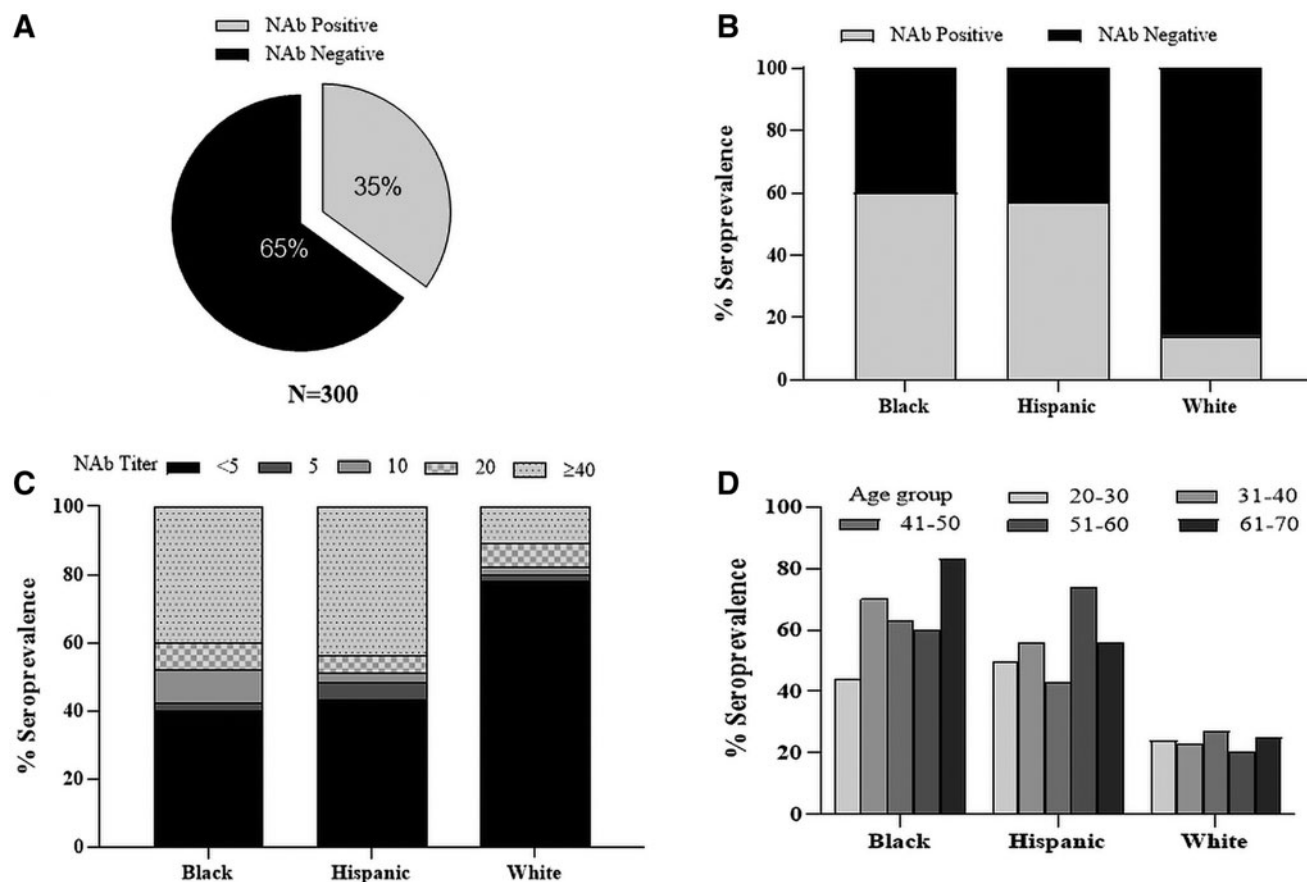 A
NAb Positive
NAb Negative
35%
65%
N=300
B
NAb Positive NAb Negative
% Seroprevalence
100
80
60
40
20
0
Black Hispanic White
C
NAb Titer <5 5 10 20 ≥40
% Seroprevalence
100
80
60
40
20
0
Black Hispanic White
D
Age group 20-30 31-40
41-50 51-60 61-70
% Seroprevalence
100
80
60
40
20
0
Black Hispanic White